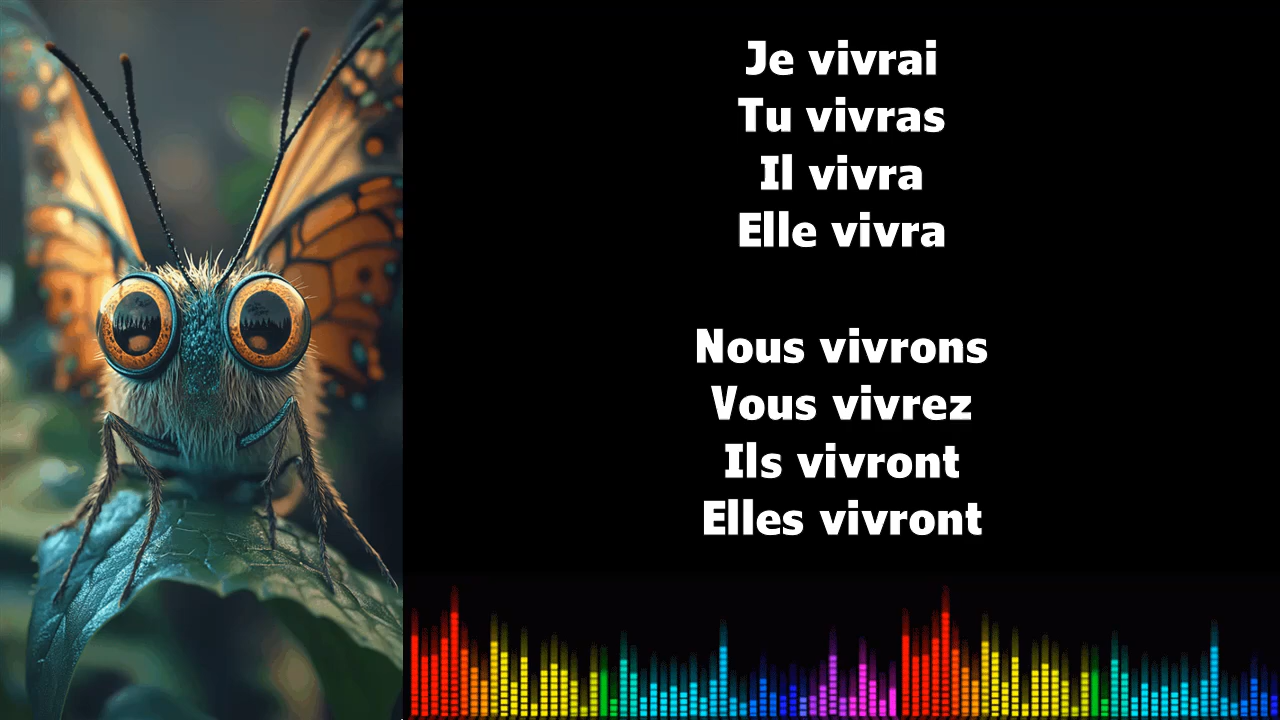 Je vivrai
Tu vivras
Il vivra
Elle vivra
Nous vivrons
Vous vivrez
Ils vivront
Elles vivront